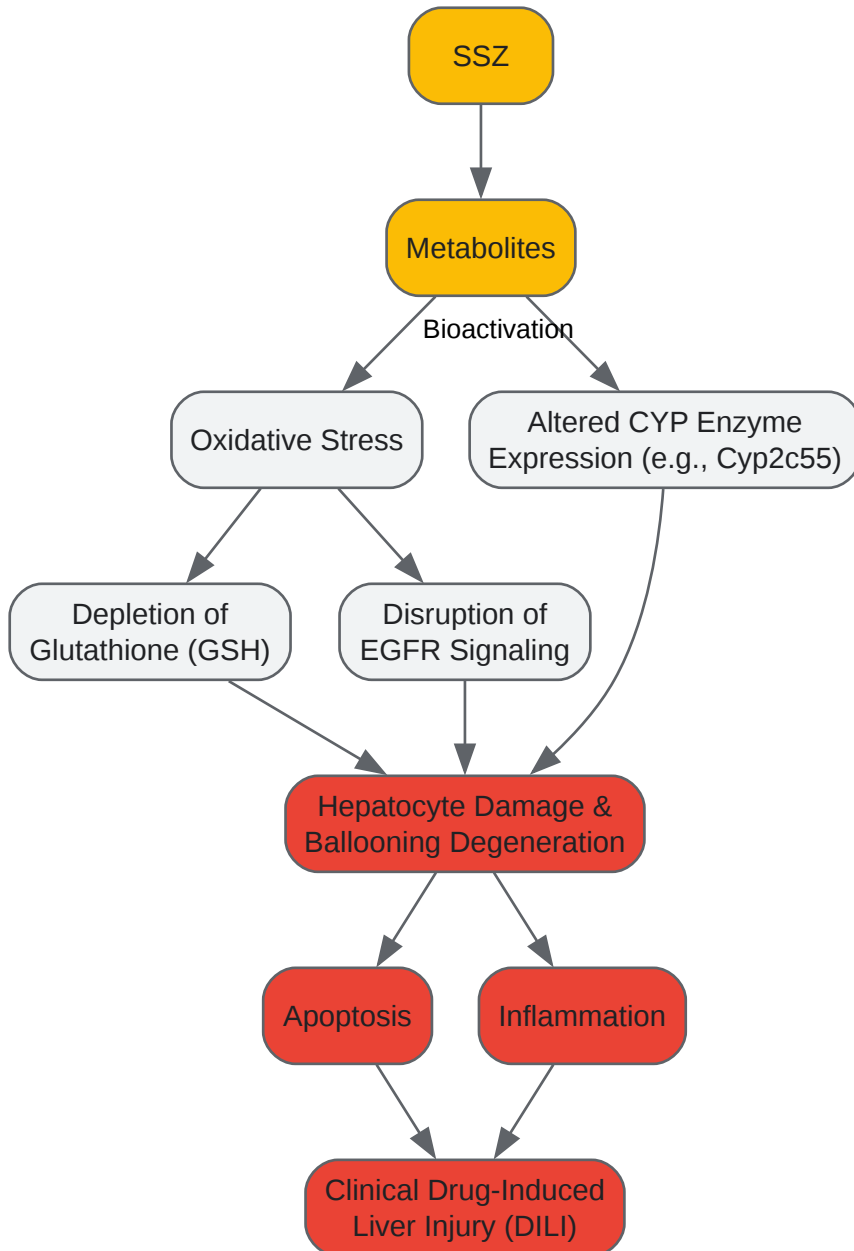 SSZ
Metabolites
Bioactivation
Oxidative Stress
Altered CYP Enzyme
Expression (e.g., Cyp2c55)
Depletion of
Glutathione (GSH)
Disruption of
EGFR Signaling
Hepatocyte Damage &
Ballooning Degeneration
Apoptosis
Inflammation
Clinical Drug-Induced
Liver Injury (DILI)